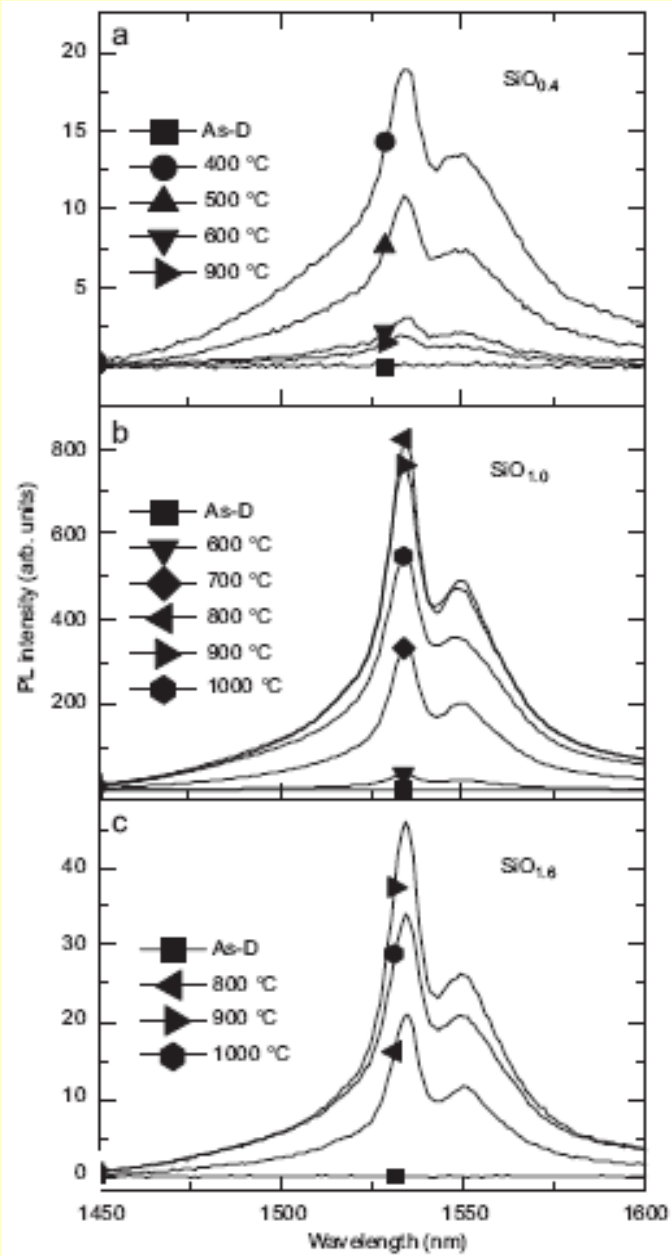 a
SiO0.4
20
15
10
5
As-D
400 °C
500 °C
600 °C
900 °C
b
SiO1.0
800
600
400
200
As-D
600 °C
700 °C
800 °C
900 °C
1000 °C
PL intensity (arb. units)
c
SiO1.6
40
30
20
10
0
As-D
800 °C
900 °C
1000 °C
1450 1500 1550 1600
Wavelength (nm)